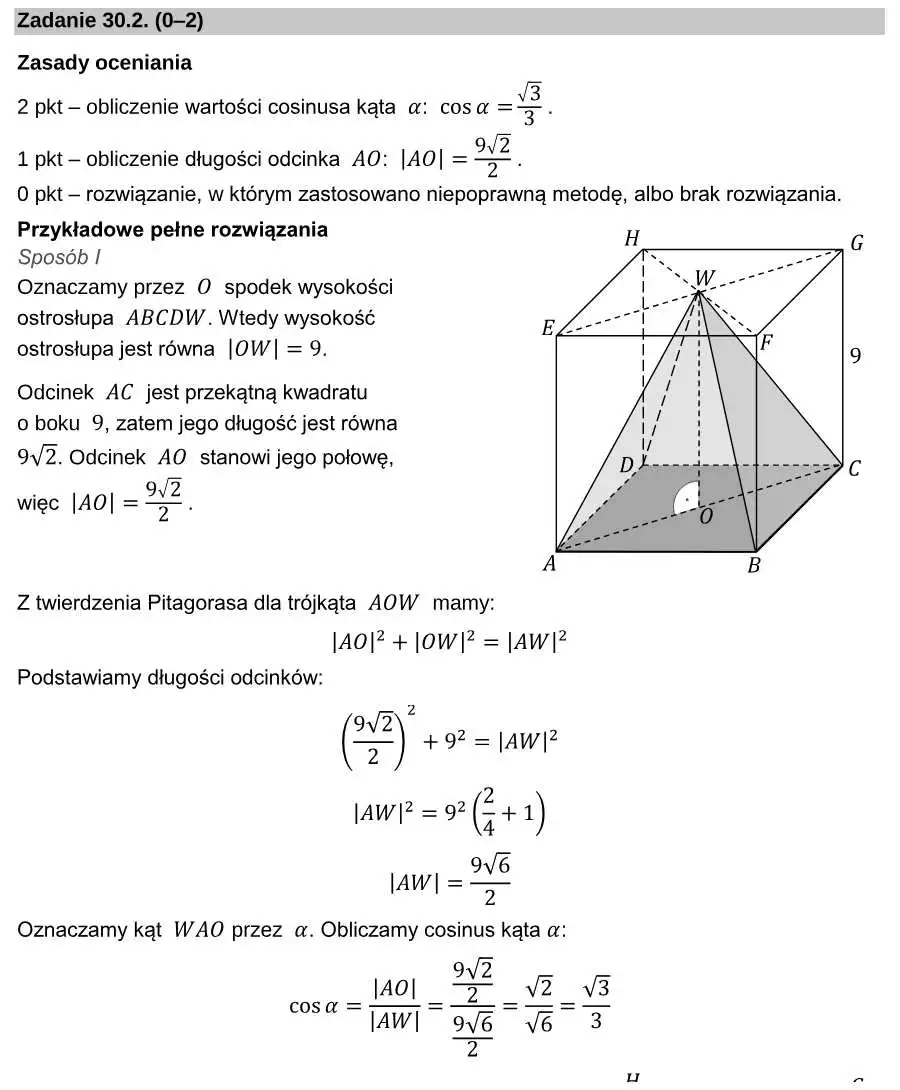 Zadanie 30.2. (0–2)
Zasady oceniania
2 pkt – obliczenie wartości cosinusa kąta α: cos α = √3/3 .
1 pkt – obliczenie długości odcinka AO: |AO| = 9√2/2 .
0 pkt – rozwiązanie, w którym zastosowano niepoprawną metodę, albo brak rozwiązania.
Przykładowe pełne rozwiązania
Sposób I
Oznaczamy przez O spodek wysokości
ostrosłupa ABCDW. Wtedy wysokość
ostrosłupa jest równa |OW| = 9.
Odcinek AC jest przekątną kwadratu
o boku 9, zatem jego długość jest równa
9√2. Odcinek AO stanowi jego połowę,
więc |AO| = 9√2/2 .
H
G
W
E
F
9
D
C
O
A
B
Z twierdzenia Pitagorasa dla trójkąta AOW mamy:
|AO|² + |OW|² = |AW|²
Podstawiamy długości odcinków:
(9√2/2)² + 9² = |AW|²
|AW|² = 9² (2/4 + 1)
|AW| = 9√6/2
Oznaczamy kąt WAO przez α. Obliczamy cosinus kąta α:
cos α = |AO|/|AW| = (9√2/2)/(9√6/2) = √2/√6 = √3/3